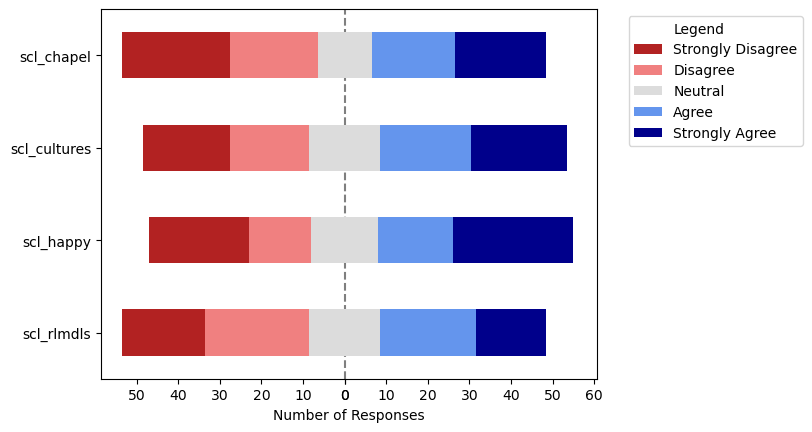 scl_chapel
scl_cultures
scl_happy
scl_rlmdls
50 40 30 20 10 0 0 10 20 30 40 50 60
Number of Responses
Legend
Strongly Disagree
Disagree
Neutral
Agree
Strongly Agree